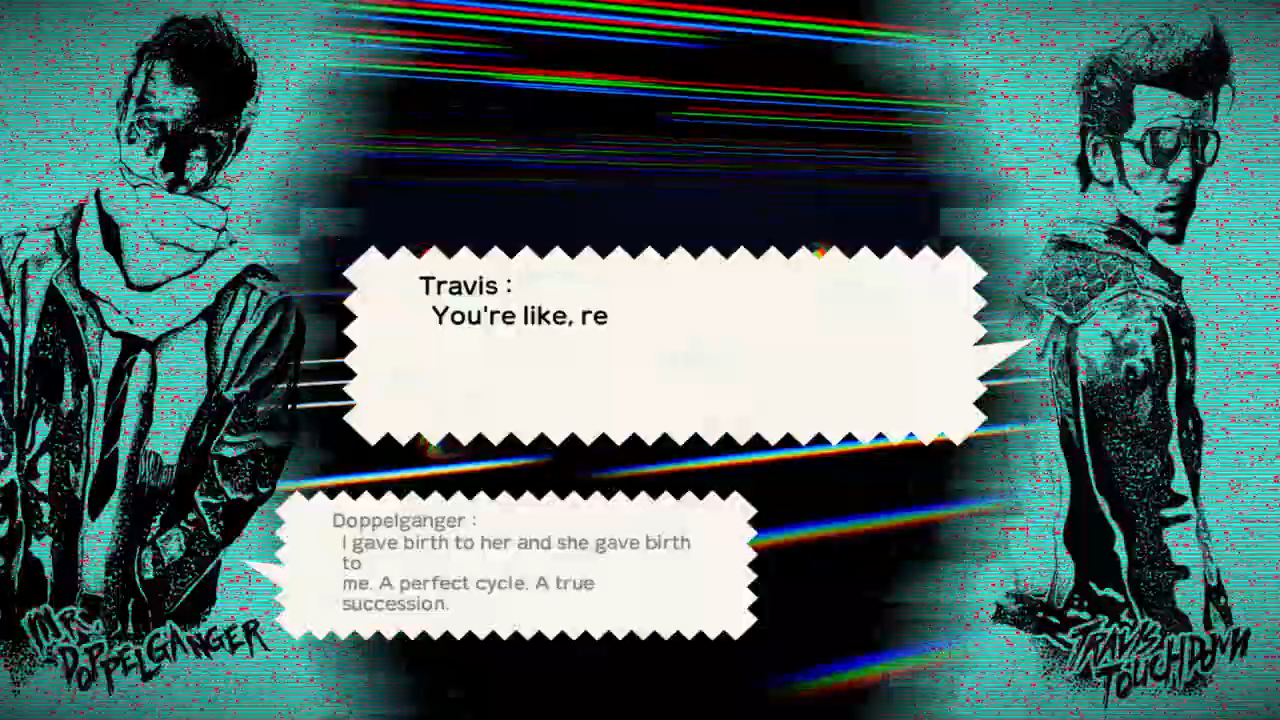 Travis :
You're like, re
Doppelganger :
I gave birth to her and she gave birth
to
me. A perfect cycle. A true
succession.
MR.
DOPPELGANGER
TRAVIS
TOUCHDOWN